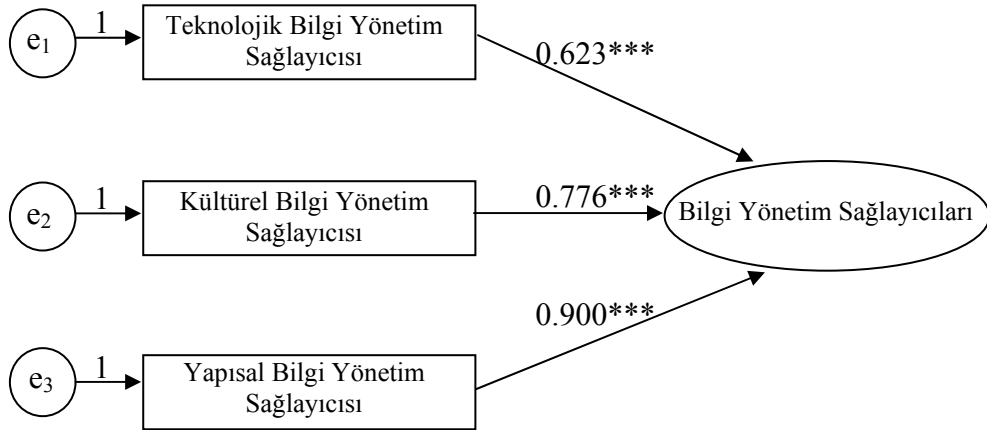 e1
1
Teknolojik Bilgi Yönetim
Sağlayıcısı
0.623***
e2
1
Kültürel Bilgi Yönetim
Sağlayıcısı
0.776***
Bilgi Yönetim Sağlayıcıları
e3
1
Yapısal Bilgi Yönetim
Sağlayıcısı
0.900***